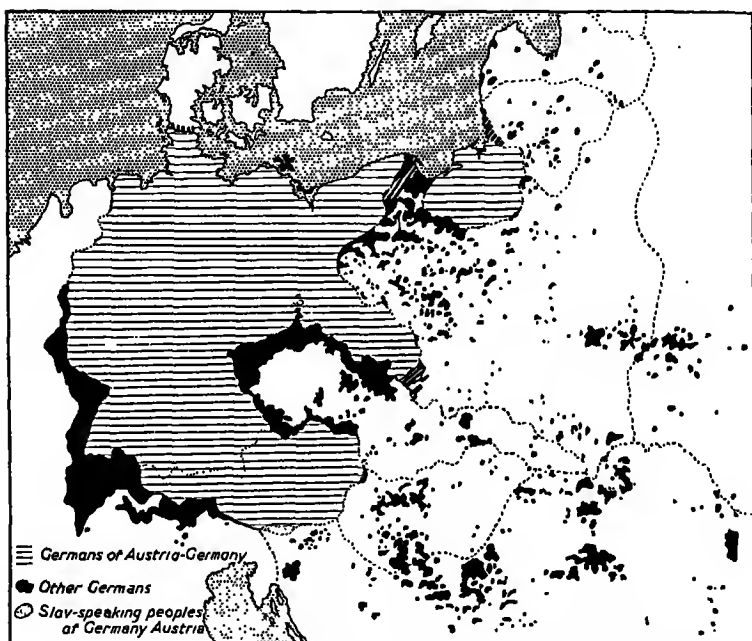 Germans of Austria-Germany
Other Germans
Slav-speaking peoples
of Germany Austria